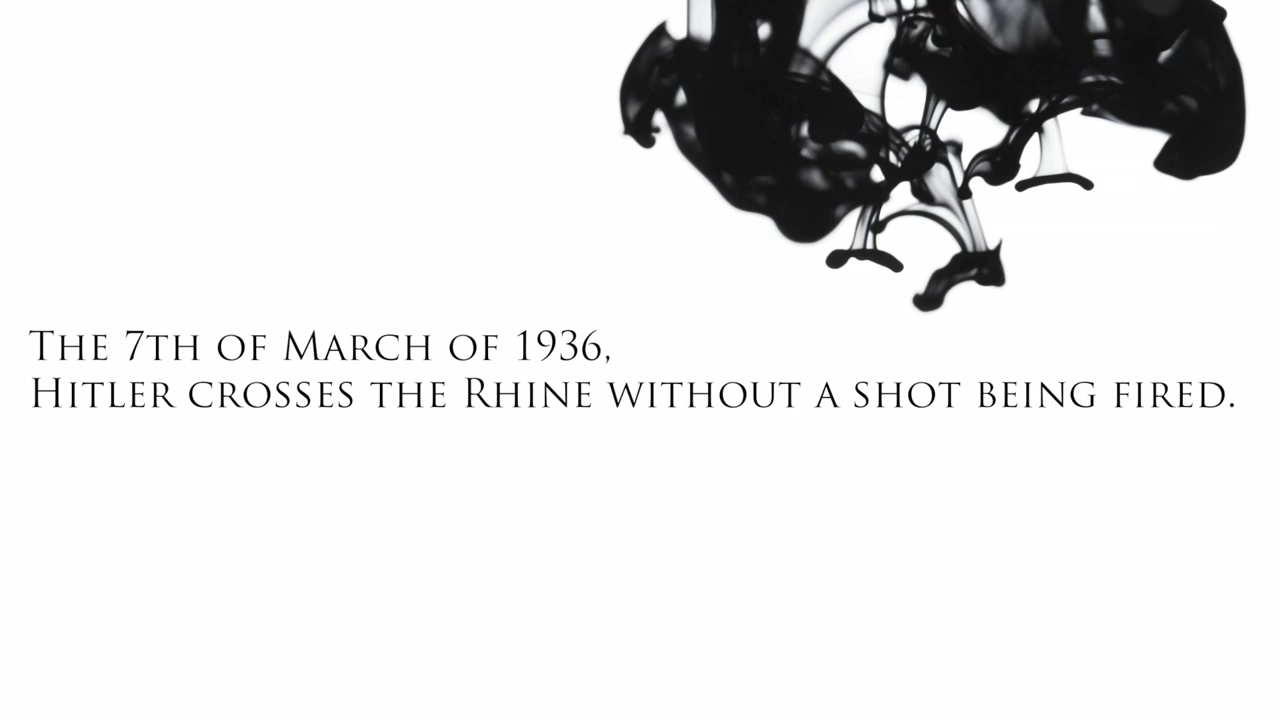 The 7th of March of 1936,
Hitler crosses the Rhine without a shot being fired.